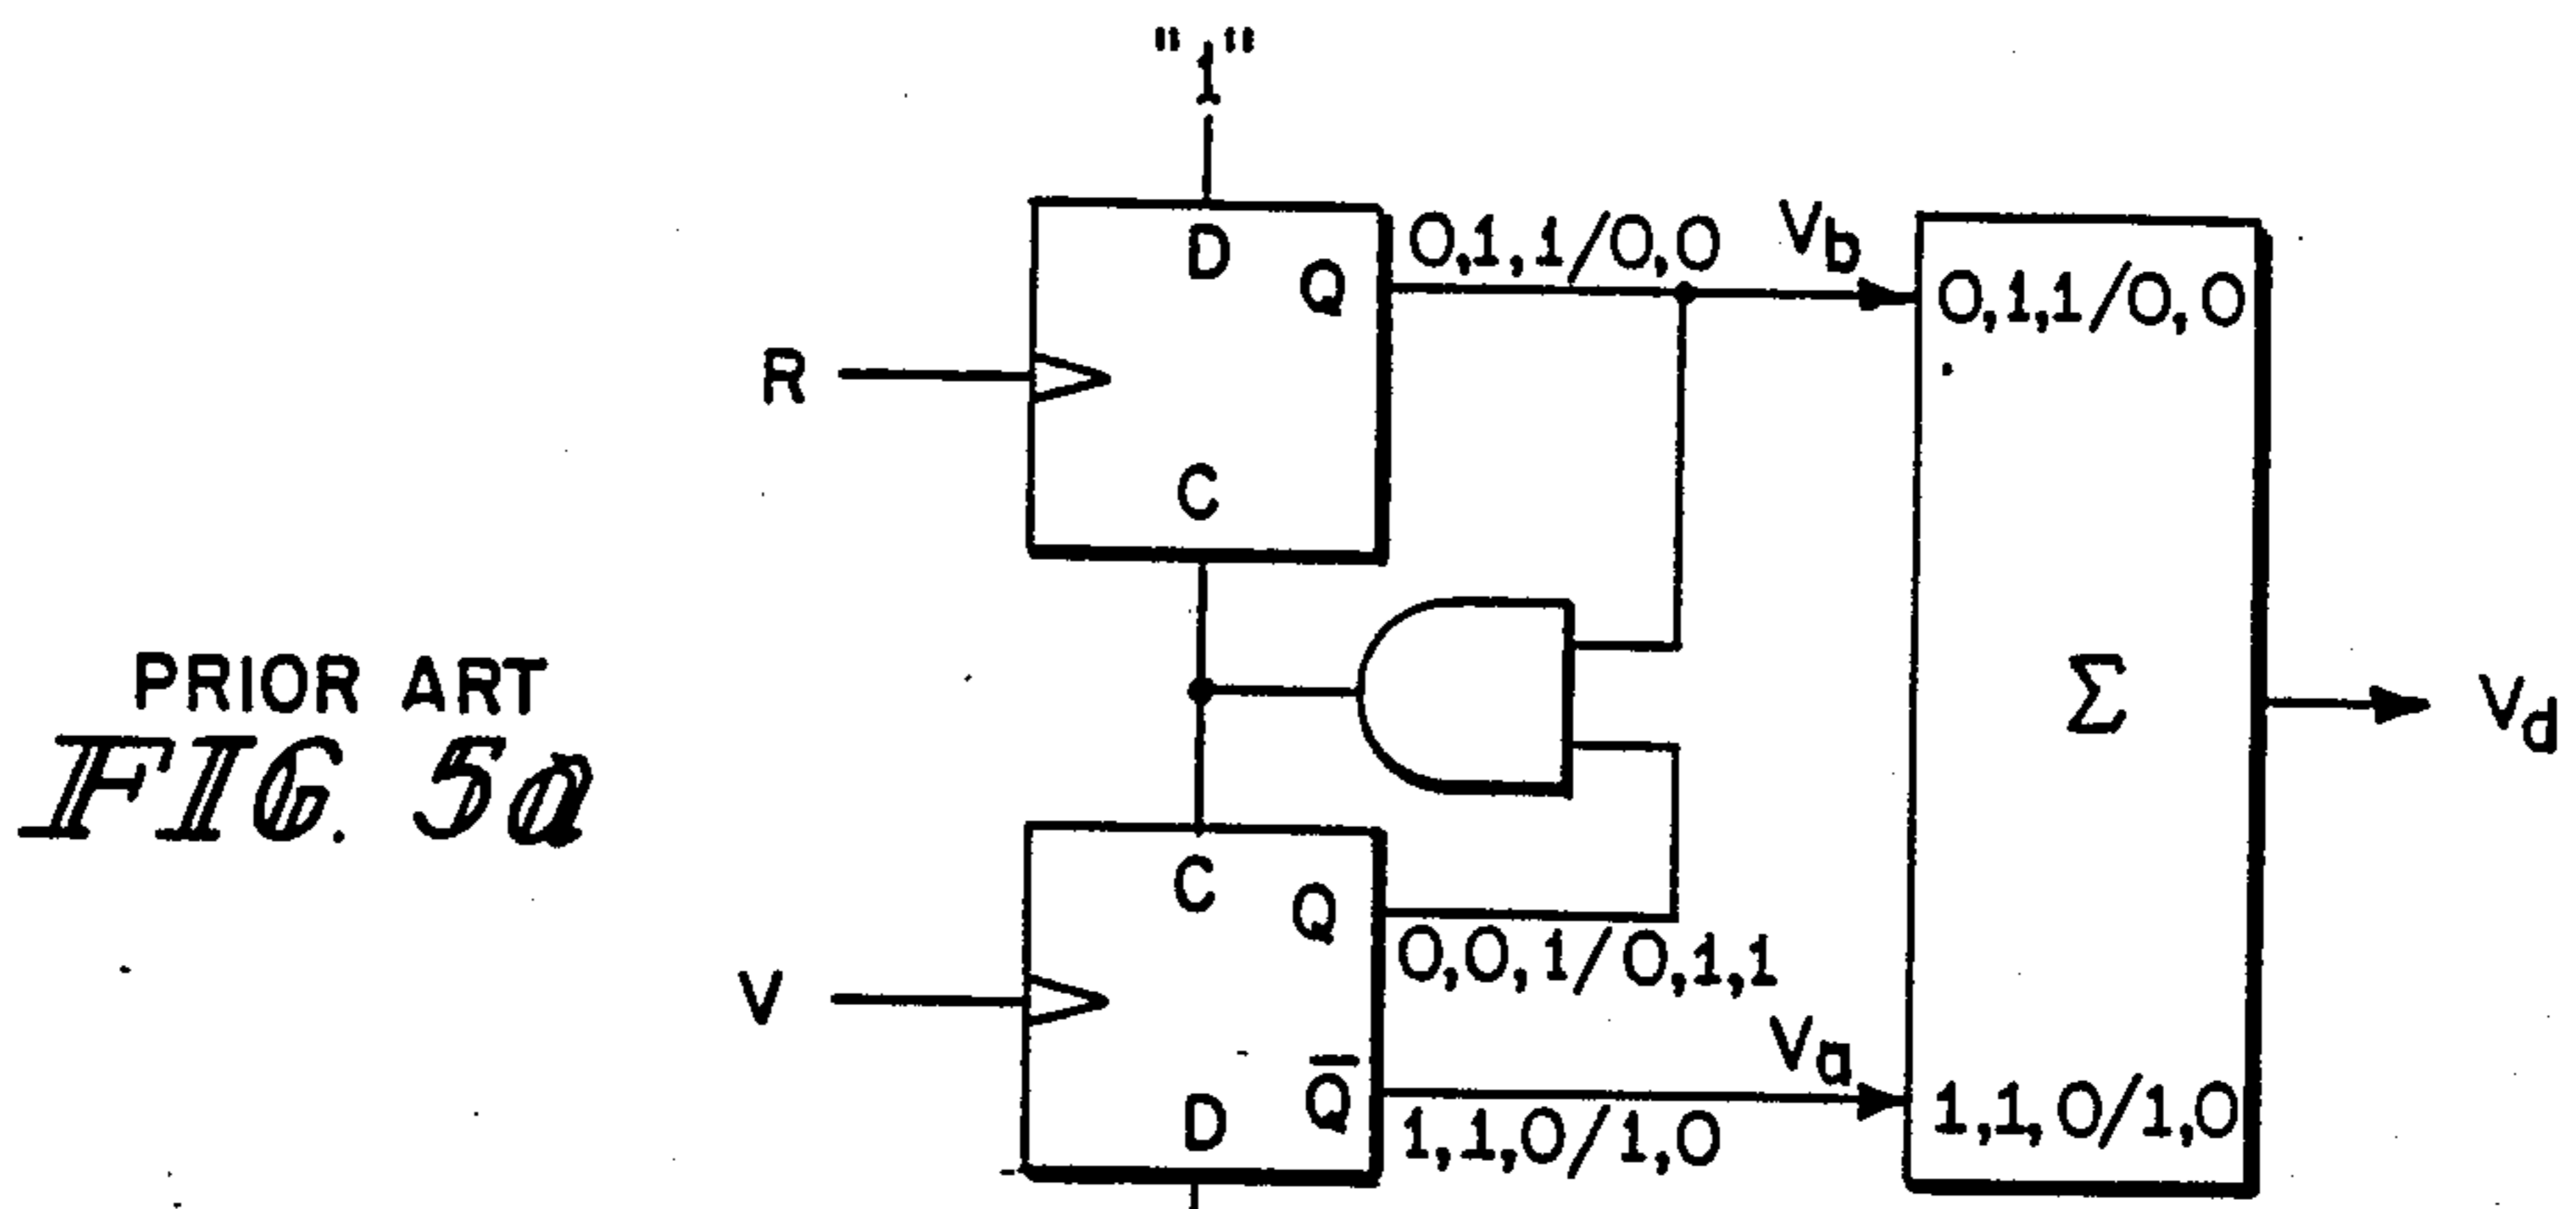 "1"
D
Q
0,1,1/0,0
Vb
0,1,1/0,0
R
C
PRIOR ART
FIG. 5a
Σ
Vd
C
Q
0,0,1/0,1,1
V
Va
Q̅
D
1,1,0/1,0
1,1,0/1,0